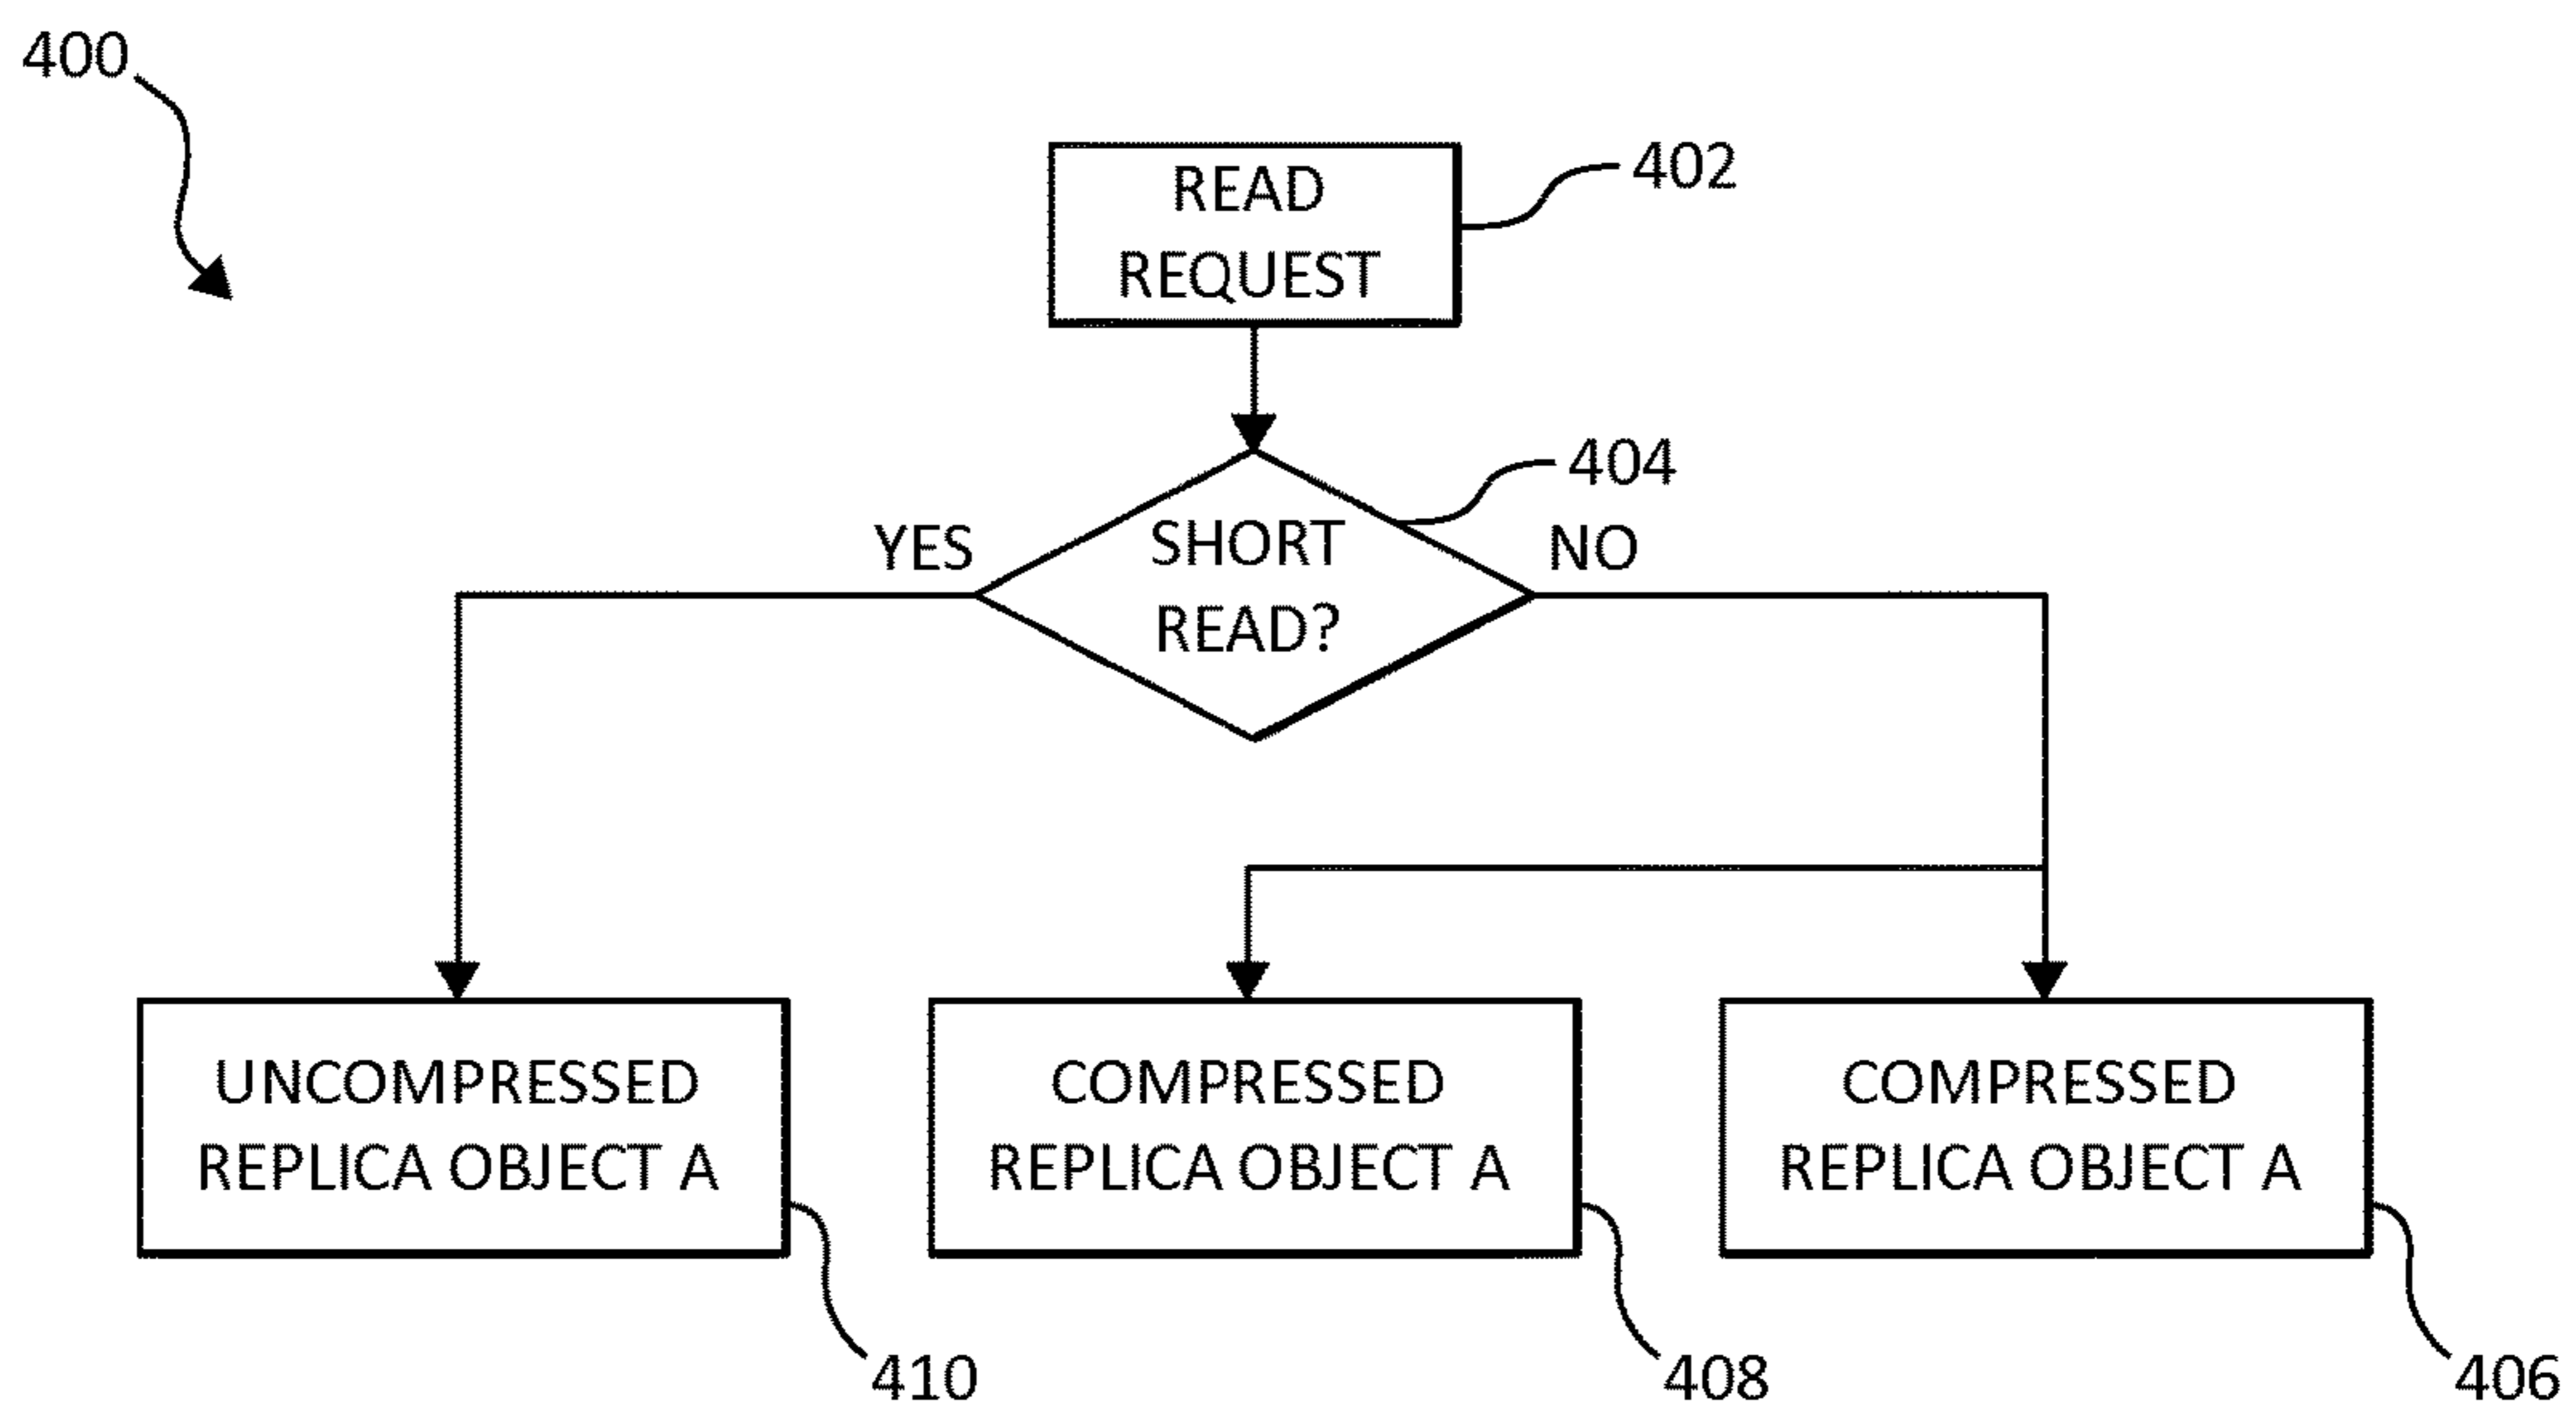 400
READ
REQUEST
402
404
YES
SHORT
READ?
NO
UNCOMPRESSED
REPLICA OBJECT A
COMPRESSED
REPLICA OBJECT A
COMPRESSED
REPLICA OBJECT A
410
408
406